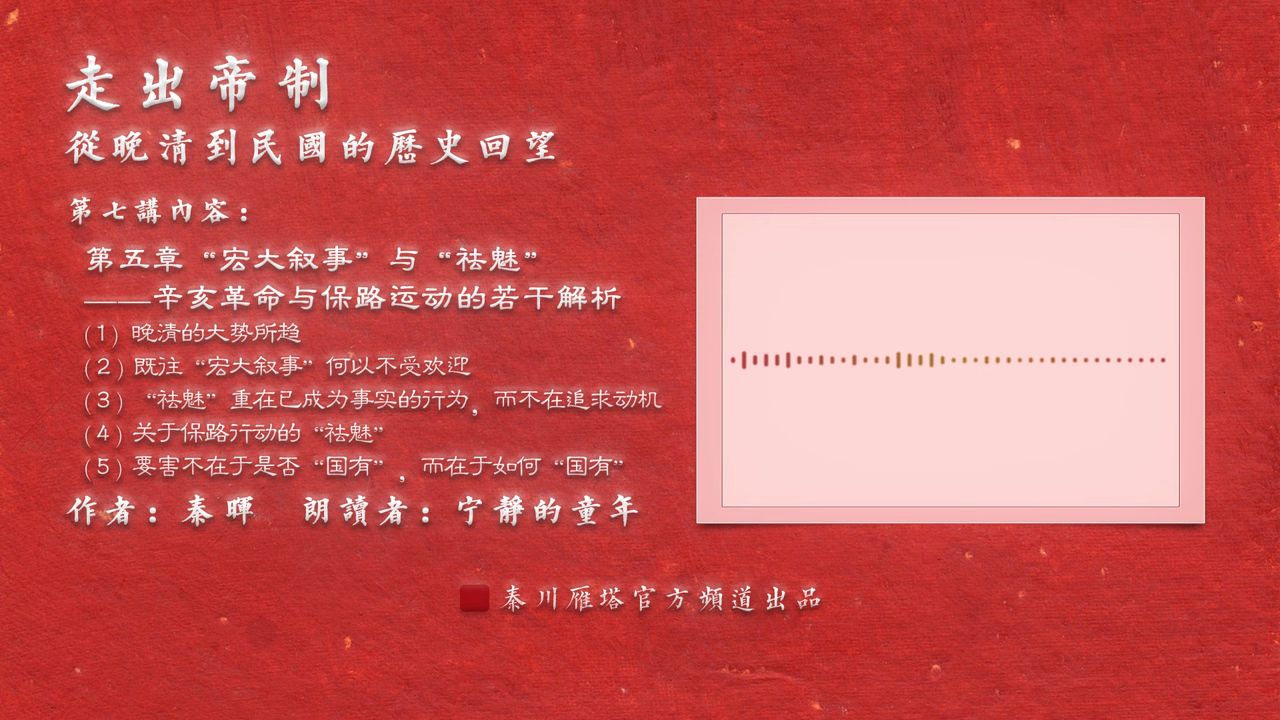 走出帝制
從晚清到民國的歷史回望
第七講內容：
第五章 “宏大叙事” 与 “祛魅”
——辛亥革命与保路运动的若干解析
（1）晚清的大势所趋
（2）既往 “宏大叙事” 何以不受欢迎
（3） “祛魅” 重在已成为事实的行为，而不在追求动机
（4）关于保路行动的 “祛魅”
（5）要害不在于是否 “国有” ，而在于如何 “国有”
作者：秦暉 朗讀者：宁靜的童年
秦川雁塔官方頻道出品